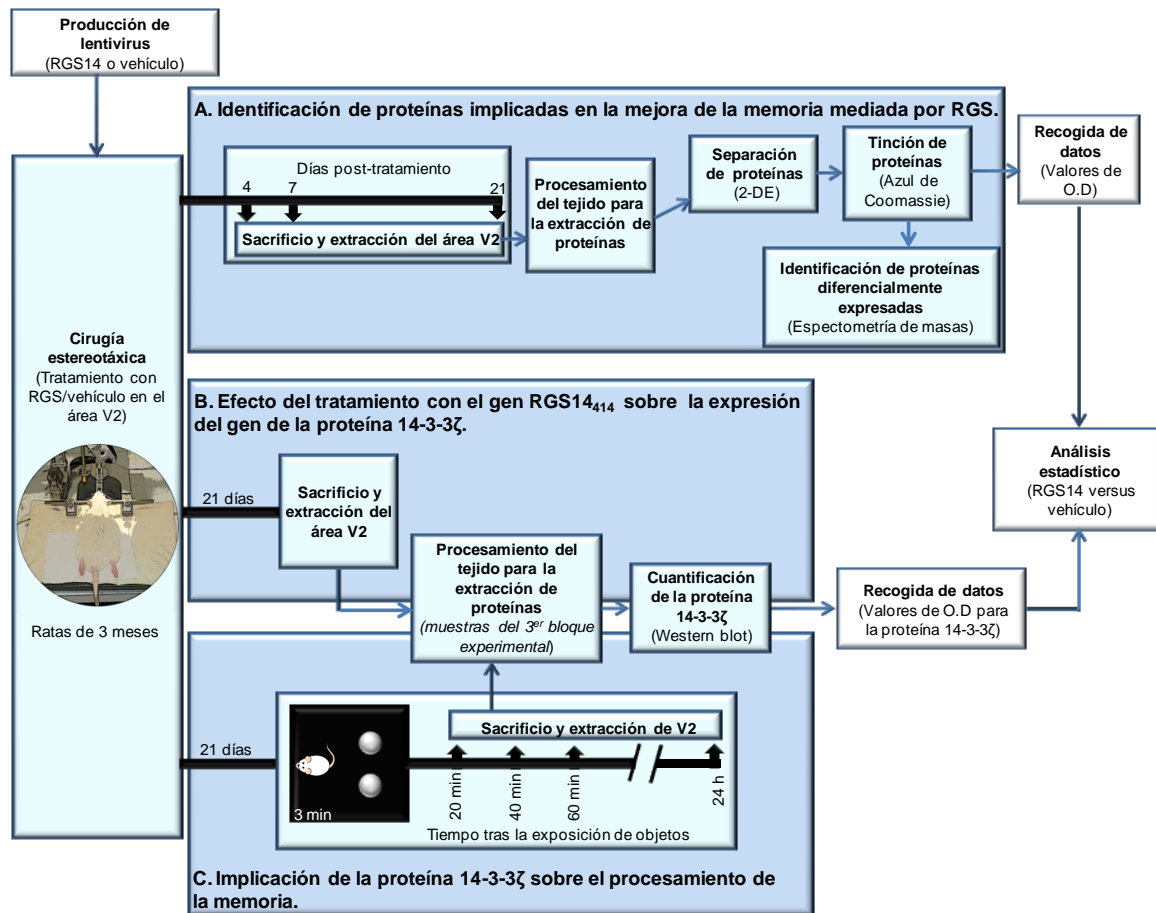 Producción de
lentivirus
(RGS14 o vehículo)
A. Identificación de proteínas implicadas en la mejora de la memoria mediada por RGS.
Días post-tratamiento
4
7
21
Sacrificio y extracción del área V2
Procesamiento
del tejido para
la extracción de
proteínas
Separación
de proteínas
(2-DE)
Tinción de
proteínas
(Azul de
Coomassie)
Recogida de
datos
(Valores de
O.D)
Identificación de proteínas
diferencialmente
expresadas
(Espectometría de masas)
Cirugía
estereotáxica
(Tratamiento con
RGS/vehículo en el
área V2)
Ratas de 3 meses
B. Efecto del tratamiento con el gen RGS14₄₁₄ sobre la expresión
del gen de la proteína 14-3-3ζ.
21 días
Sacrificio y
extracción del
área V2
Procesamiento del
tejido para la
extracción de
proteínas
(muestras del 3er bloque
experimental)
Cuantificación
de la proteína
14-3-3ζ
(Western blot)
Recogida de datos
(Valores de O.D para
la proteína 14-3-3ζ)
Análisis
estadístico
(RGS14 versus
vehículo)
21 días
3 min
Sacrificio y extracción de V2
20 min
40 min
60 min
24 h
Tiempo tras la exposición de objetos
C. Implicación de la proteína 14-3-3ζ sobre el procesamiento de
la memoria.